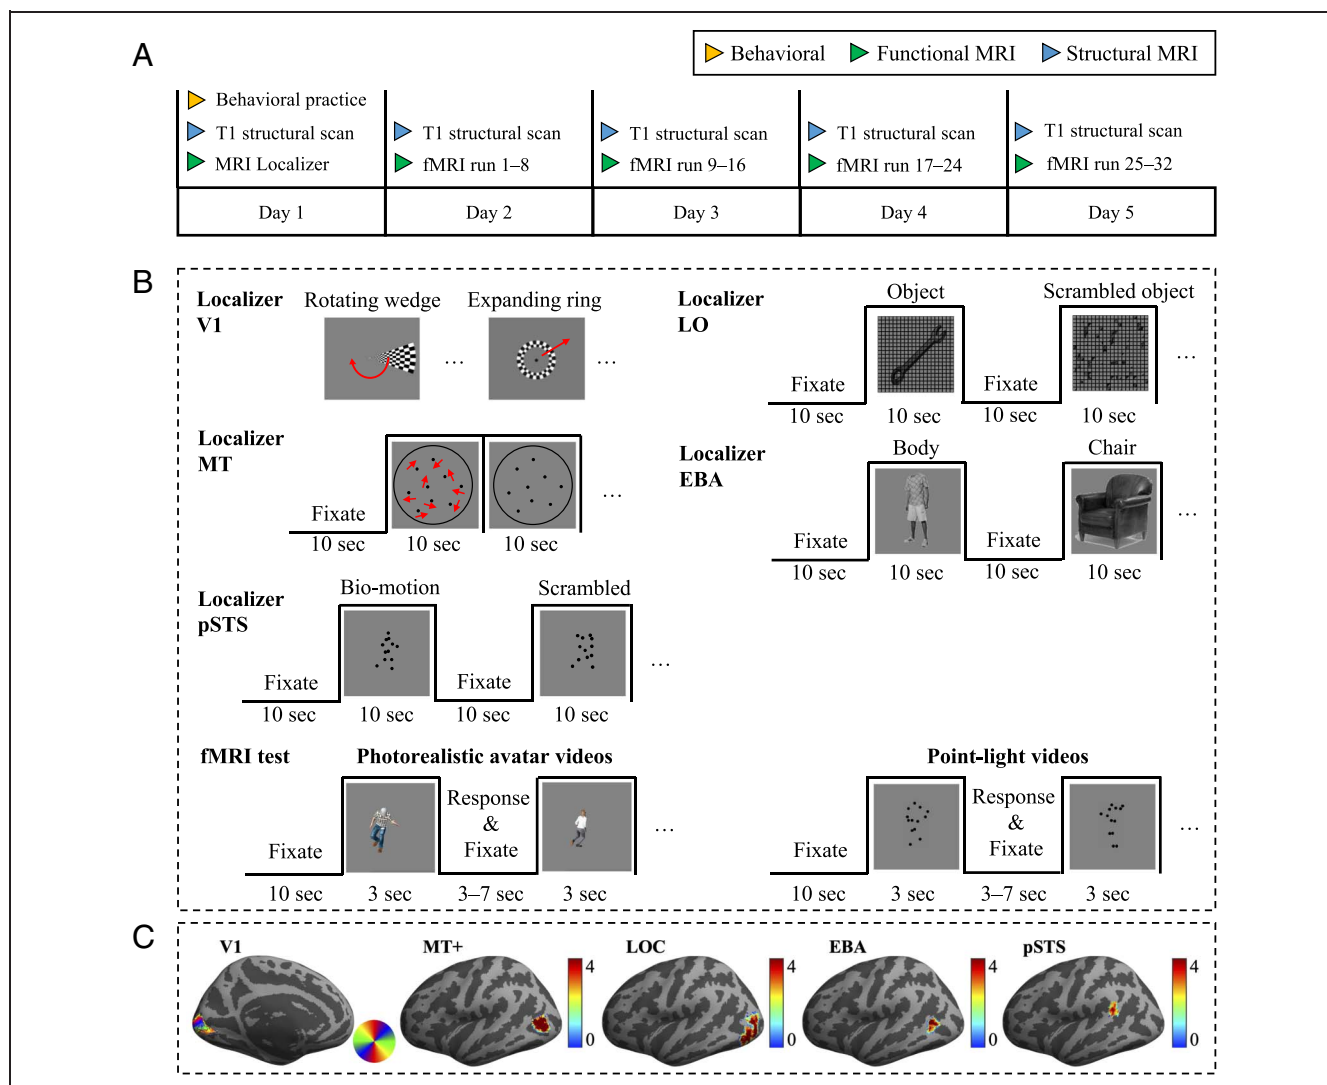 A
Behavioral Functional MRI Structural MRI
Behavioral practice
T1 structural scan T1 structural scan T1 structural scan T1 structural scan T1 structural scan
MRI Localizer fMRI run 1–8 fMRI run 9–16 fMRI run 17–24 fMRI run 25–32
Day 1 Day 2 Day 3 Day 4 Day 5
B
Localizer V1
Rotating wedge Expanding ring
... ...
Localizer LO
Object Scrambled object
Fixate Fixate ...
10 sec 10 sec 10 sec 10 sec
Localizer MT
Fixate ...
10 sec 10 sec 10 sec
Localizer EBA
Body Chair
Fixate Fixate ...
10 sec 10 sec 10 sec 10 sec
Localizer pSTS
Bio-motion Scrambled
Fixate Fixate ...
10 sec 10 sec 10 sec 10 sec
fMRI test Photorealistic avatar videos
Fixate Response & Fixate ...
10 sec 3 sec 3–7 sec 3 sec
Point-light videos
Fixate Response & Fixate ...
10 sec 3 sec 3–7 sec 3 sec
C
V1 MT+ LOC EBA pSTS
4 4 4 4
0 0 0 0